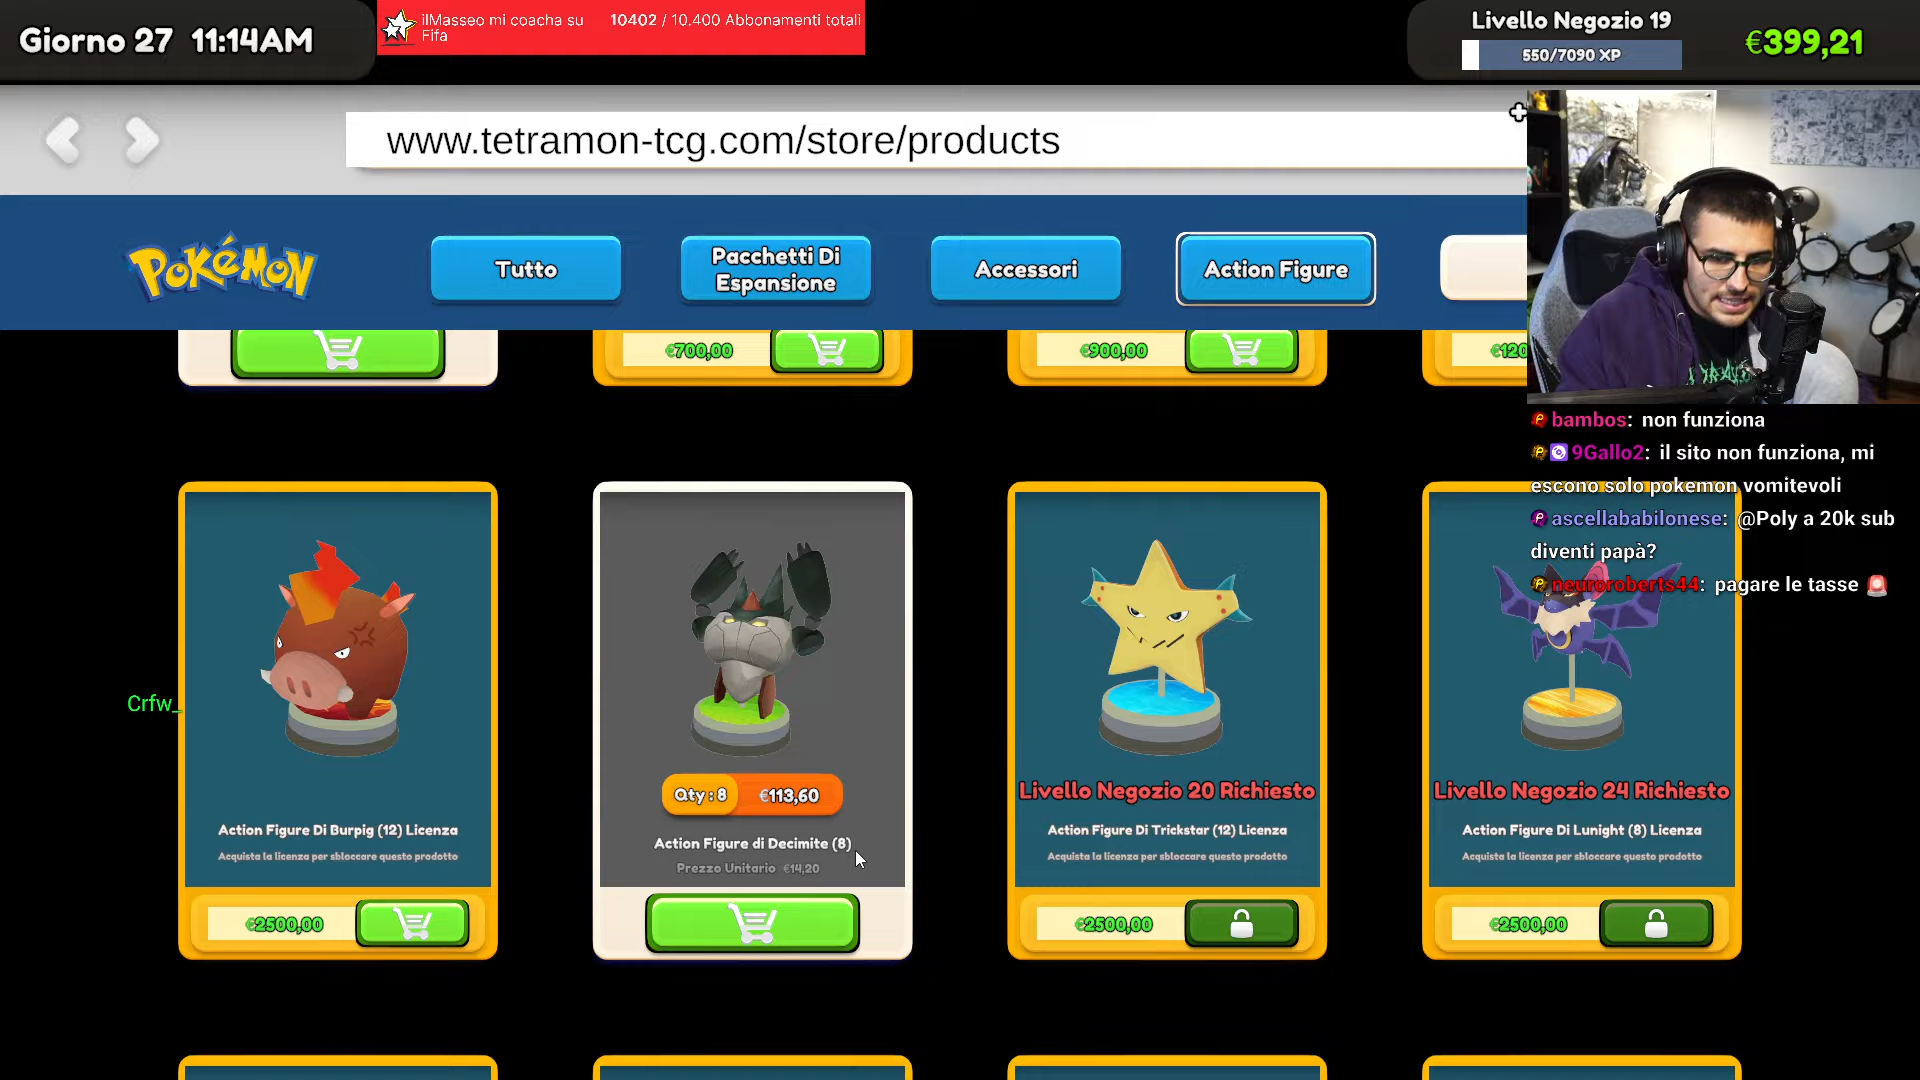 Giorno 27 11:14AM
ilMasseo mi coacha su
Fifa
10402 / 10.400 Abbonamenti totali
Livello Negozio 19
550/7090 XP
€399,21
www.tetramon-tcg.com/store/products
POKéMON
Tutto
Pacchetti Di
Espansione
Accessori
Action Figure
€700,00
€900,00
€120
bambos: non funziona
9Gallo2: il sito non funziona, mi
escono solo pokemon vomitevoli
ascellababilonese: @Poly a 20k sub
diventi papà?
neuroroberts44: pagare le tasse
Crfw_
Action Figure Di Burpig (12) Licenza
Acquista la licenza per sbloccare questo prodotto
€2500,00
Qty : 8
€113,60
Action Figure di Decimite (8)
Prezzo Unitario €14,20
Livello Negozio 20 Richiesto
Action Figure Di Trickstar (12) Licenza
Acquista la licenza per sbloccare questo prodotto
€2500,00
Livello Negozio 24 Richiesto
Action Figure Di Lunight (8) Licenza
Acquista la licenza per sbloccare questo prodotto
€2500,00